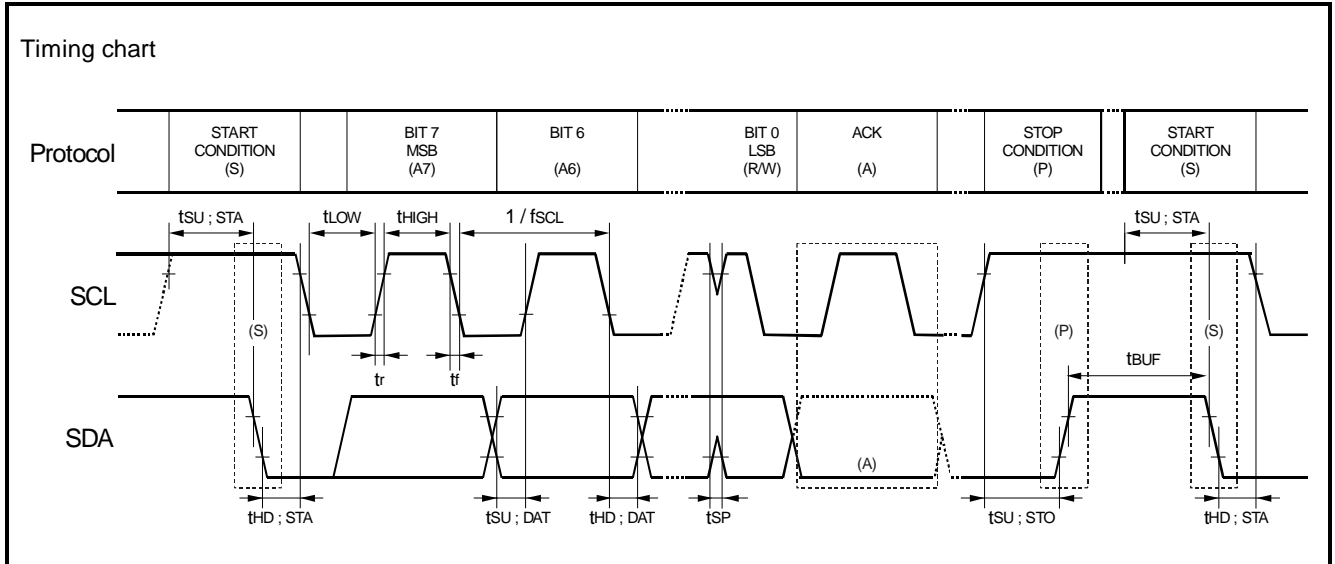 Timing chart
Protocol
START
CONDITION
(S)
BIT 7
MSB
(A7)
BIT 6
(A6)
BIT 0
LSB
(R/W)
ACK
(A)
STOP
CONDITION
(P)
START
CONDITION
(S)
tSU ; STA
tLOW
tHIGH
1 / fSCL
tSU ; STA
SCL
(S)
(P)
(S)
tr
tf
tBUF
SDA
(A)
tHD ; STA
tSU ; DAT
tHD ; DAT
tSP
tSU ; STO
tHD ; STA